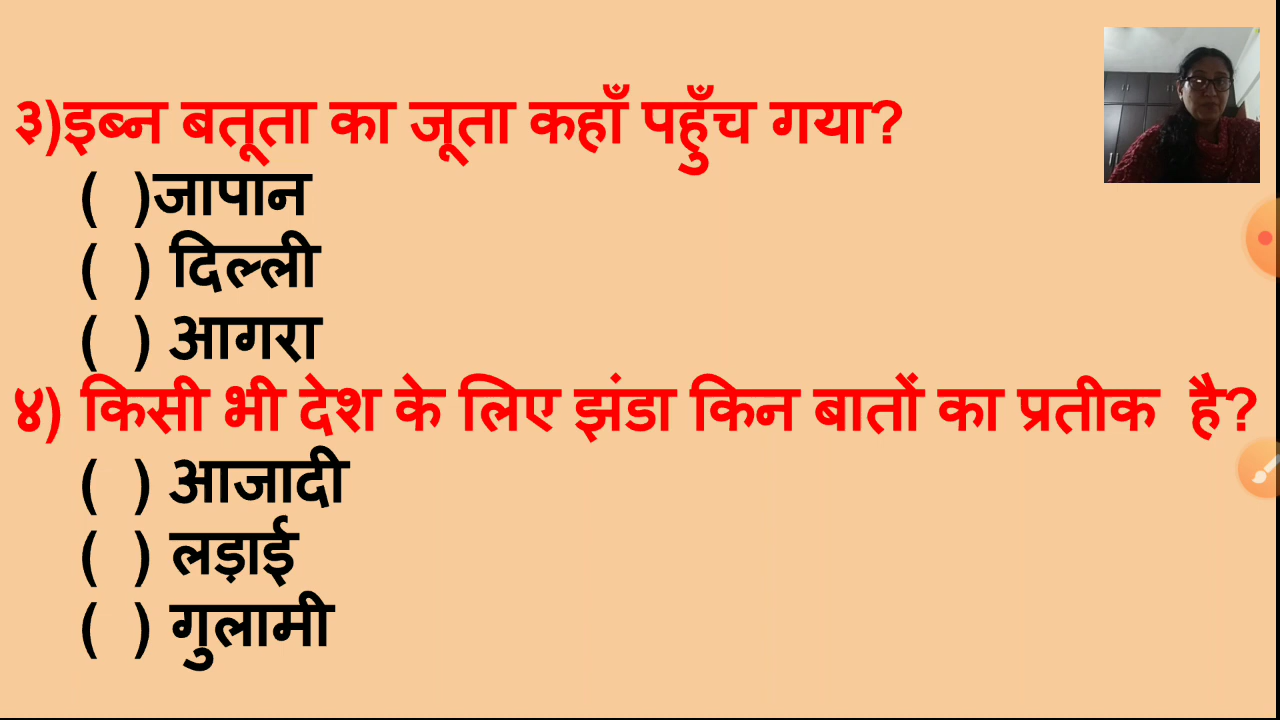 ३)इब्न बतूता का जूता कहाँ पहुँच गया?
( )जापान
( ) दिल्ली
( ) आगरा
४) किसी भी देश के लिए झंडा किन बातों का प्रतीक है?
( ) आजादी
( ) लड़ाई
( ) गुलामी